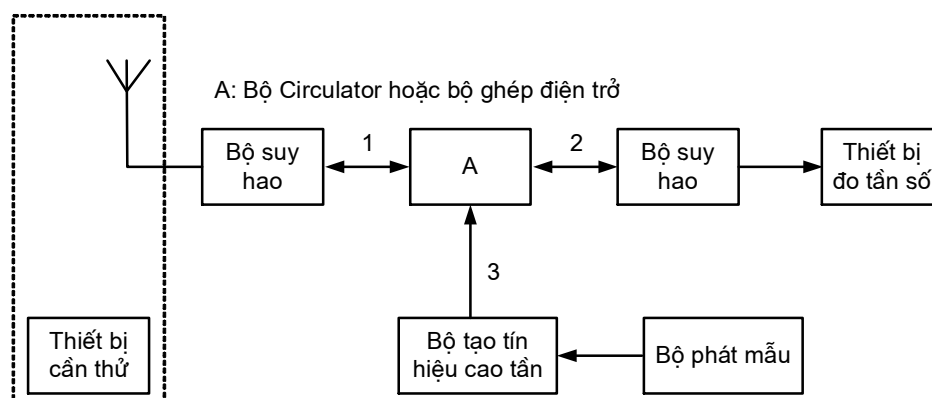 A: Bộ Circulator hoặc bộ ghép điện trở
Bộ suy
hao
1
A
2
Bộ suy
hao
Thiết bị
đo tần số
3
Thiết bị
cần thử
Bộ tạo tín
hiệu cao tần
Bộ phát mẫu